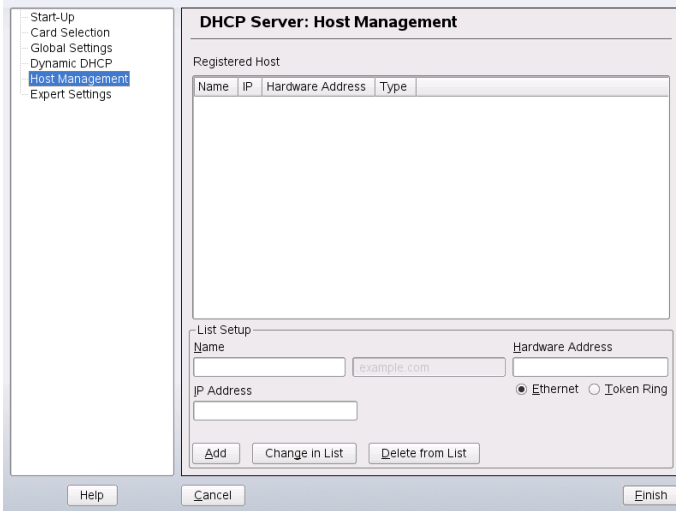 Start-Up
Card Selection
Global Settings
Dynamic DHCP
Host Management
Expert Settings
DHCP Server: Host Management
Registered Host
Name IP Hardware Address Type
List Setup
Name Hardware Address
example.com
IP Address Ethernet Token Ring
Add Change in List Delete from List
Help Cancel Finish